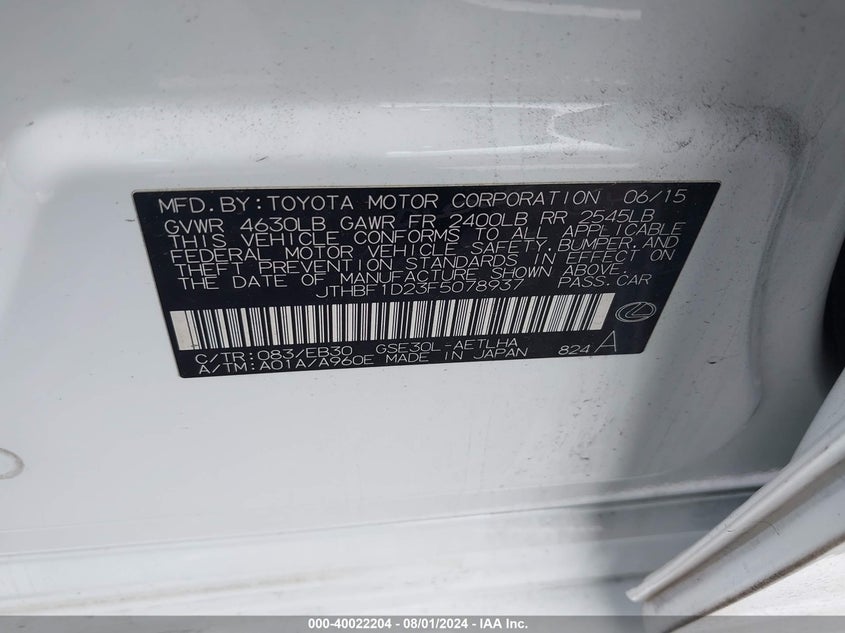 MFD.BY:TOYOTA MOTOR CORPORATION 06/15
GVWR 4630LB GAWR FR 2400LB RR 2545LB
THIS VEHICLE CONFORMS TO ALL APPLICABLE
FEDERAL MOTOR VEHICLE SAFETY,BUMPER,AND
THEFT PREVENTION STANDARDS IN EFFECT ON
THE DATE OF MANUFACTURE SHOWN ABOVE.
JTHBF1D23F5078937 PASS.CAR
C/TR:083/EB30 GSE30L-AETLHA
A/TM:A01A/A960E MADE IN JAPAN 824 A
000-40022204 - 08/01/2024 - IAA Inc.